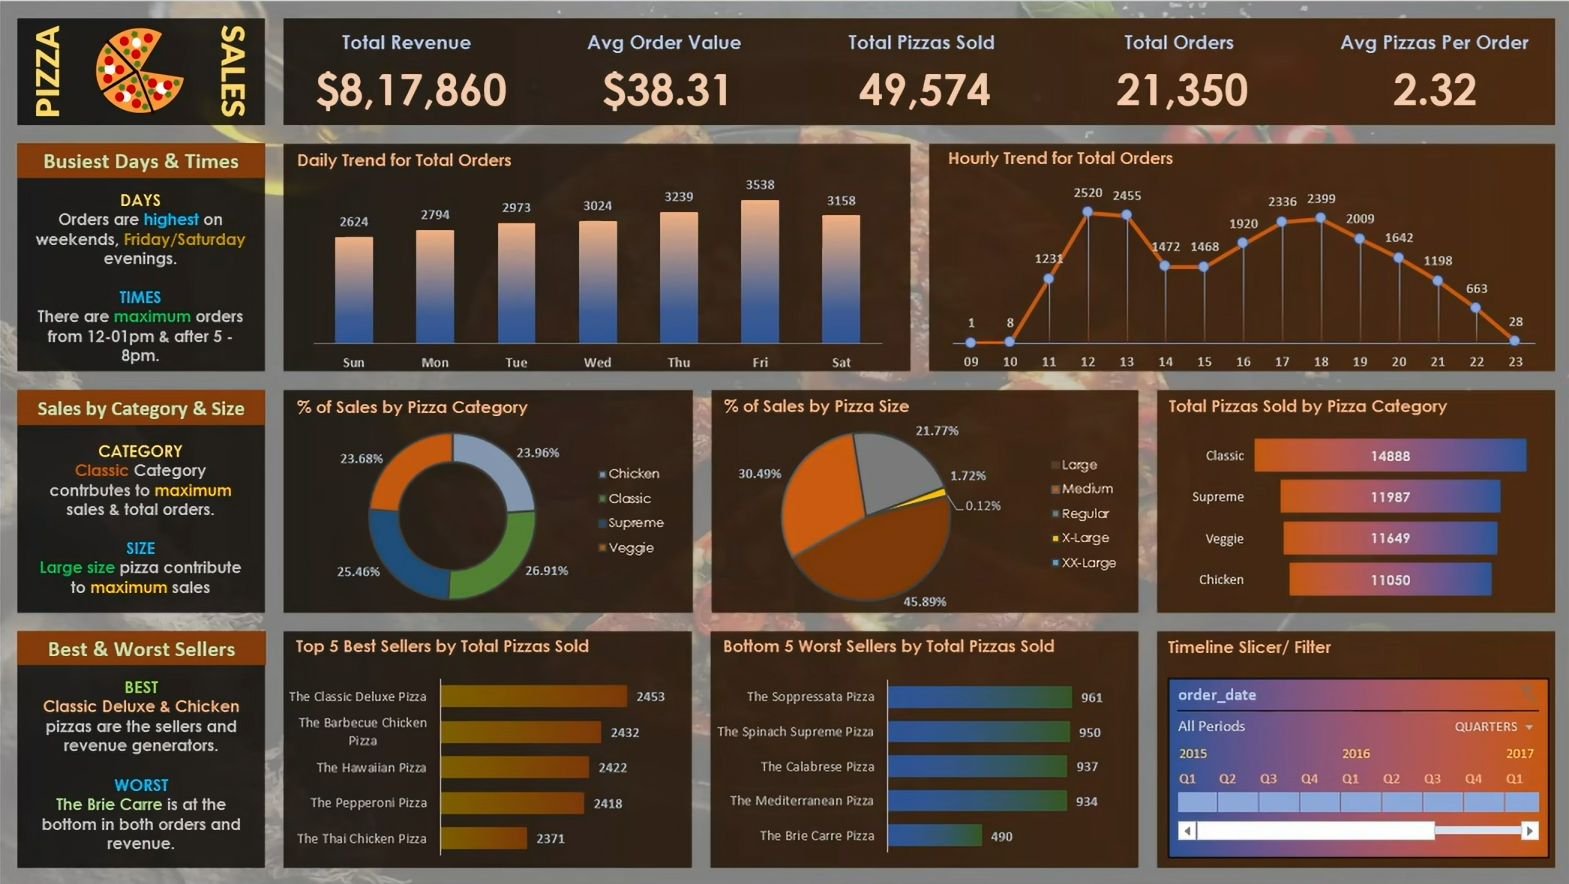 PIZZA
SALES
Total Revenue
$8,17,860
Avg Order Value
$38.31
Total Pizzas Sold
49,574
Total Orders
21,350
Avg Pizzas Per Order
2.32
Busiest Days & Times
DAYS
Orders are highest on
weekends, Friday/Saturday
evenings.
TIMES
There are maximum orders
from 12-01pm & after 5 -
8pm.
Daily Trend for Total Orders
2624
2794
2973
3024
3239
3538
3158
Sun
Mon
Tue
Wed
Thu
Fri
Sat
Hourly Trend for Total Orders
1
8
1231
2520
2455
1472
1468
1920
2336
2399
2009
1642
1198
663
28
09
10
11
12
13
14
15
16
17
18
19
20
21
22
23
Sales by Category & Size
CATEGORY
Classic Category
contrbutes to maximum
sales & total orders.
SIZE
Large size pizza contribute
to maximum sales
% of Sales by Pizza Category
23.68%
23.96%
25.46%
26.91%
Chicken
Classic
Supreme
Veggie
% of Sales by Pizza Size
21.77%
30.49%
1.72%
0.12%
45.89%
Large
Medium
Regular
X-Large
XX-Large
Total Pizzas Sold by Pizza Category
Classic 14888
Supreme 11987
Veggie 11649
Chicken 11050
Best & Worst Sellers
BEST
Classic Deluxe & Chicken
pizzas are the sellers and
revenue generators.
WORST
The Brie Carre is at the
bottom in both orders and
revenue.
Top 5 Best Sellers by Total Pizzas Sold
The Classic Deluxe Pizza 2453
The Barbecue Chicken
Pizza 2432
The Hawaiian Pizza 2422
The Pepperoni Pizza 2418
The Thai Chicken Pizza 2371
Bottom 5 Worst Sellers by Total Pizzas Sold
The Soppressata Pizza 961
The Spinach Supreme Pizza 950
The Calabrese Pizza 937
The Mediterranean Pizza 934
The Brie Carre Pizza 490
Timeline Slicer/ Filter
order_date
All Periods QUARTERS
2015 2016 2017
Q1 Q2 Q3 Q4 Q1 Q2 Q3 Q4 Q1